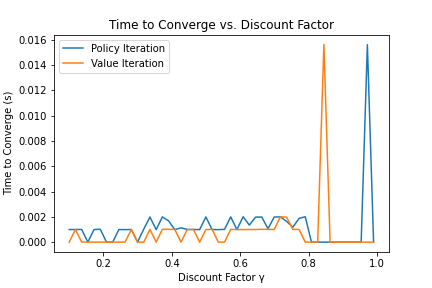 Time to Converge vs. Discount Factor
Policy Iteration
Value Iteration
Time to Converge (s)
0.016
0.014
0.012
0.010
0.008
0.006
0.004
0.002
0.000
0.2
0.4
0.6
0.8
1.0
Discount Factor γ